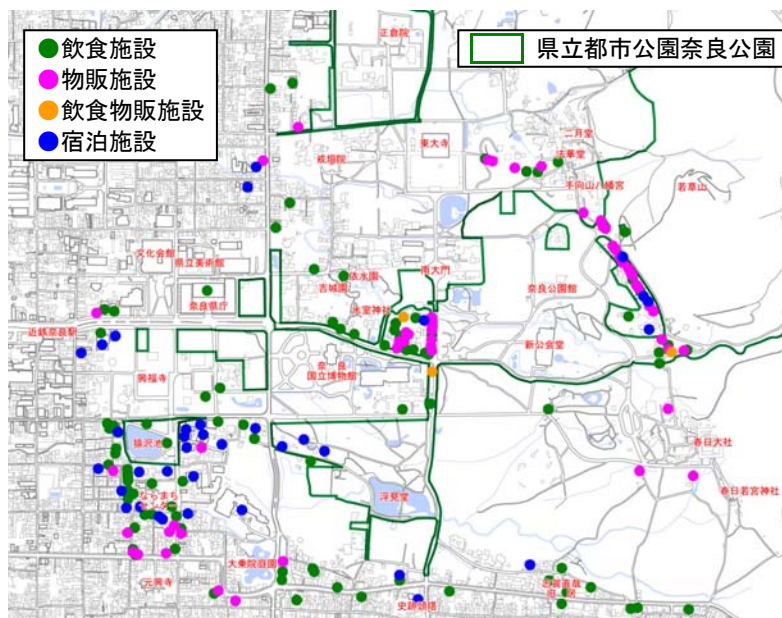 飲食施設
物販施設
飲食物販施設
宿泊施設
県立都市公園奈良公園
正倉院
戒壇院
東大寺
二月堂
法華堂
手向山八幡宮
若草山
文化会館
県立美術館
依水園
吉城園
南大門
奈良公園館
奈良県庁
氷室神社
近鉄奈良駅
新公会堂
興福寺
奈良
国立博物館
猿沢池
春日大社
浮見堂
春日若宮神社
ならまち
センター
大乗院庭園
元興寺
史跡頭塔
志賀直哉
旧居